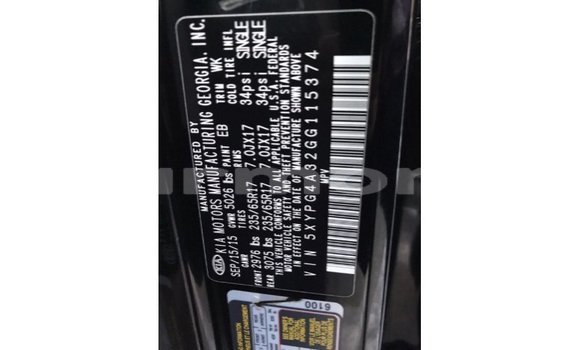 MANUFACTURED BY
KIA KIA MOTORS MANUFACTURING GEORGIA, INC.
SEP/15/15 PAINT EB TRIM WK
GVWR 5026 lbs
GAWR TIRES RIMS COLD TIRE INFL
FRONT 2976 lbs 235/65R17 7.0JX17 34psi SINGLE
REAR 3075 lbs 235/65R17 7.0JX17 34psi SINGLE
THIS VEHICLE CONFORMS TO ALL APPLICABLE U.S.A. FEDERAL
MOTOR VEHICLE SAFETY AND THEFT PREVENTION STANDARDS
IN EFFECT ON THE DATE OF MANUFACTURE SHOWN ABOVE
VIN 5XYPG4A32GG115374
MPV
6100